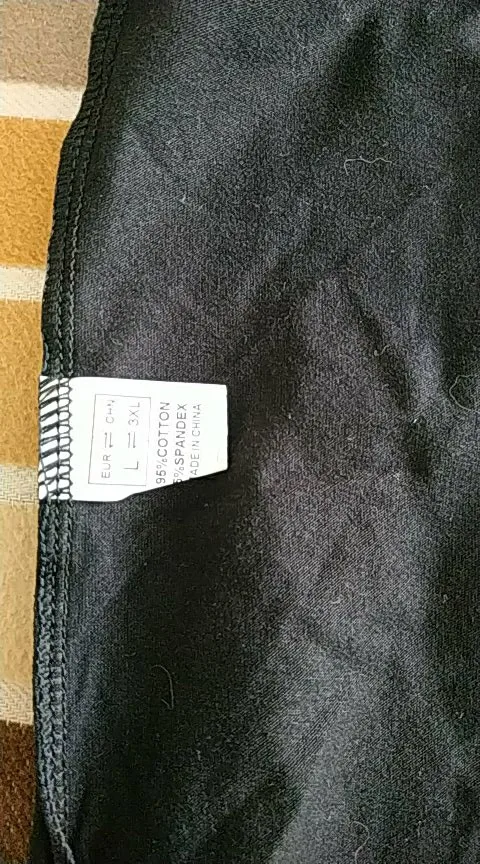 EUR ⇌ CHN
L ⇌ 3XL
95%COTTON
5%SPANDEX
MADE IN CHINA